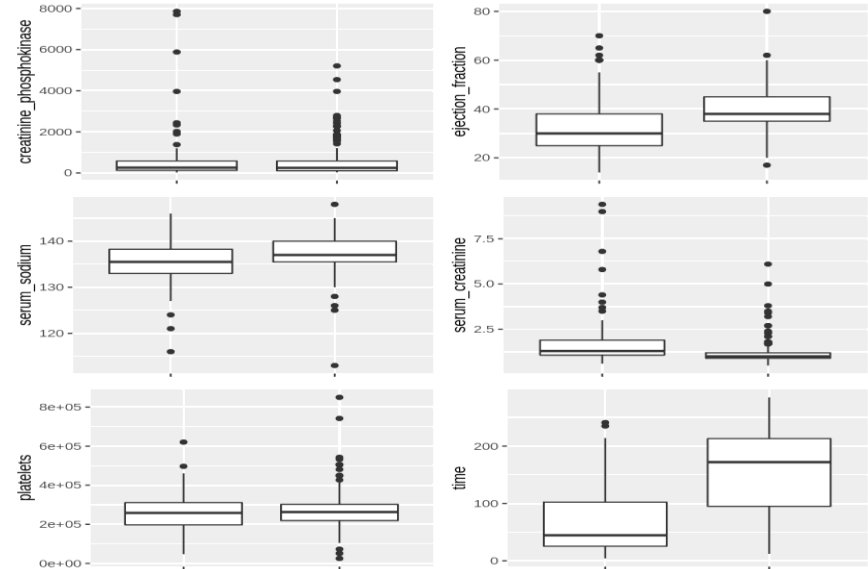 creatinine_phosphokinase
8000
6000
4000
2000
0
ejection_fraction
80
60
40
20
serum_sodium
140
130
120
serum_creatinine
7.5
5.0
2.5
platelets
8e+05
6e+05
4e+05
2e+05
0e+00
time
200
100
0